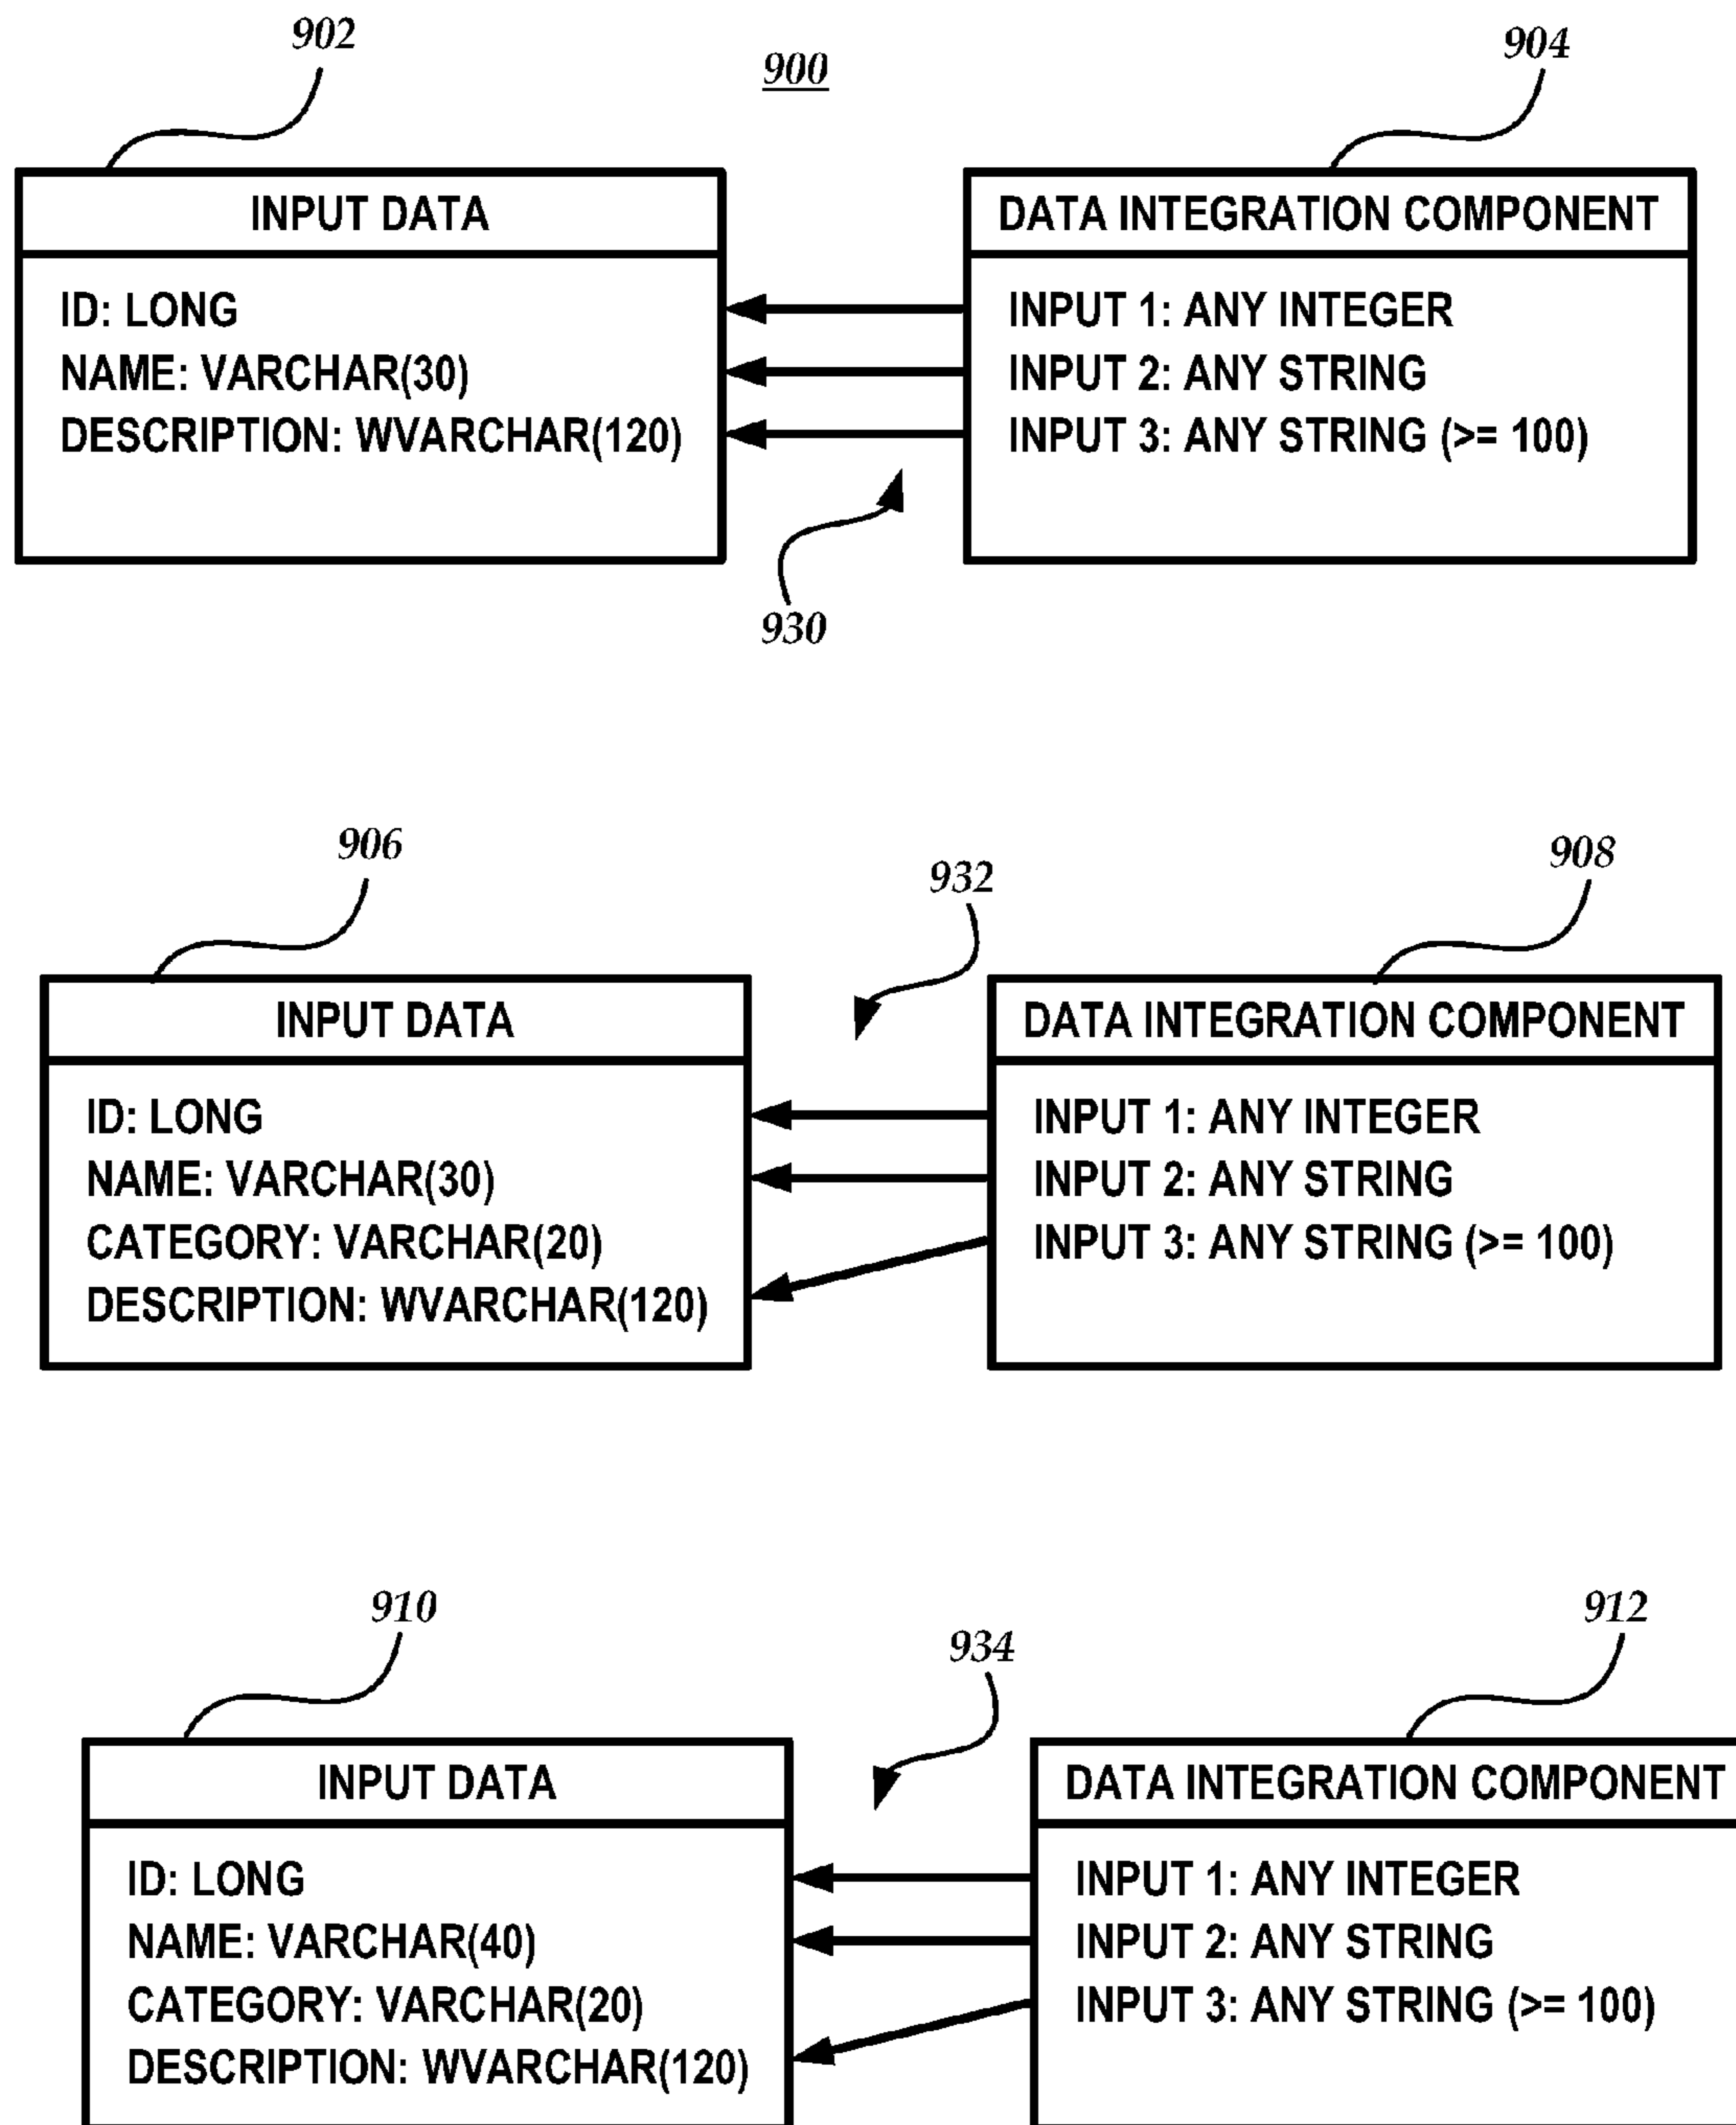 902
900
904
INPUT DATA
DATA INTEGRATION COMPONENT
ID: LONG
NAME: VARCHAR(30)
DESCRIPTION: WVARCHAR(120)
INPUT 1: ANY INTEGER
INPUT 2: ANY STRING
INPUT 3: ANY STRING (>= 100)
930
906
932
908
INPUT DATA
DATA INTEGRATION COMPONENT
ID: LONG
NAME: VARCHAR(30)
CATEGORY: VARCHAR(20)
DESCRIPTION: WVARCHAR(120)
INPUT 1: ANY INTEGER
INPUT 2: ANY STRING
INPUT 3: ANY STRING (>= 100)
910
934
912
INPUT DATA
DATA INTEGRATION COMPONENT
ID: LONG
NAME: VARCHAR(40)
CATEGORY: VARCHAR(20)
DESCRIPTION: WVARCHAR(120)
INPUT 1: ANY INTEGER
INPUT 2: ANY STRING
INPUT 3: ANY STRING (>= 100)